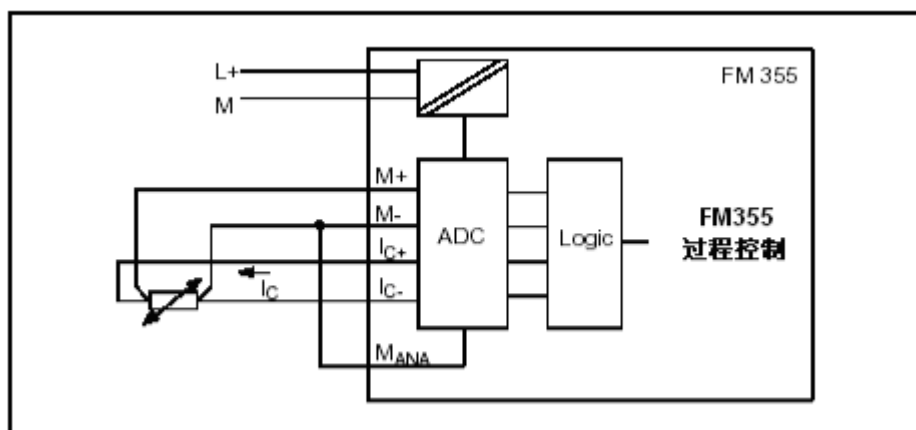 L+
FM 355
M
M+
M-
ADC
Logic
FM355
过程控制
IC+
IC
IC-
MANA